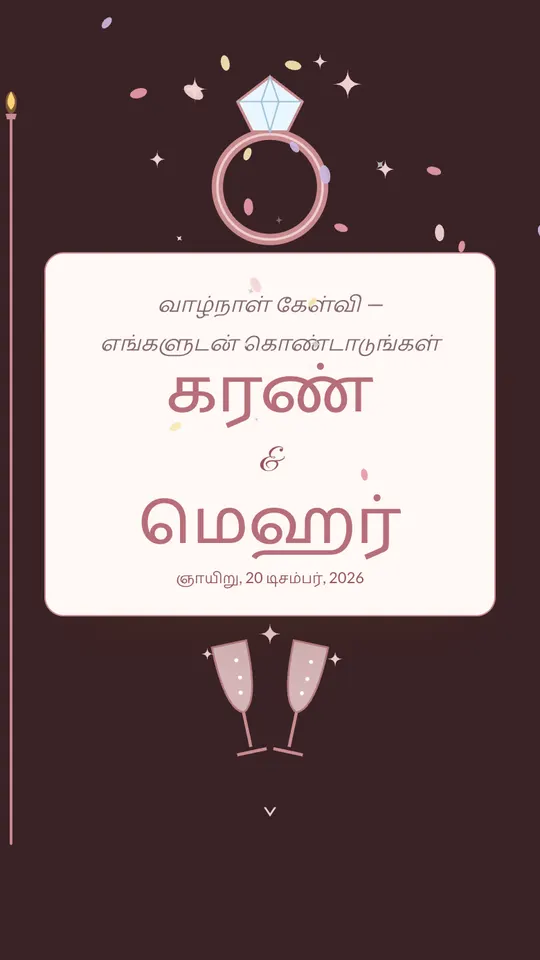 வாழ்நாள் கேள்வி —
எங்களுடன் கொண்டாடுங்கள்
கரண்
&
மெஹர்
ஞாயிறு, 20 டிசம்பர், 2026